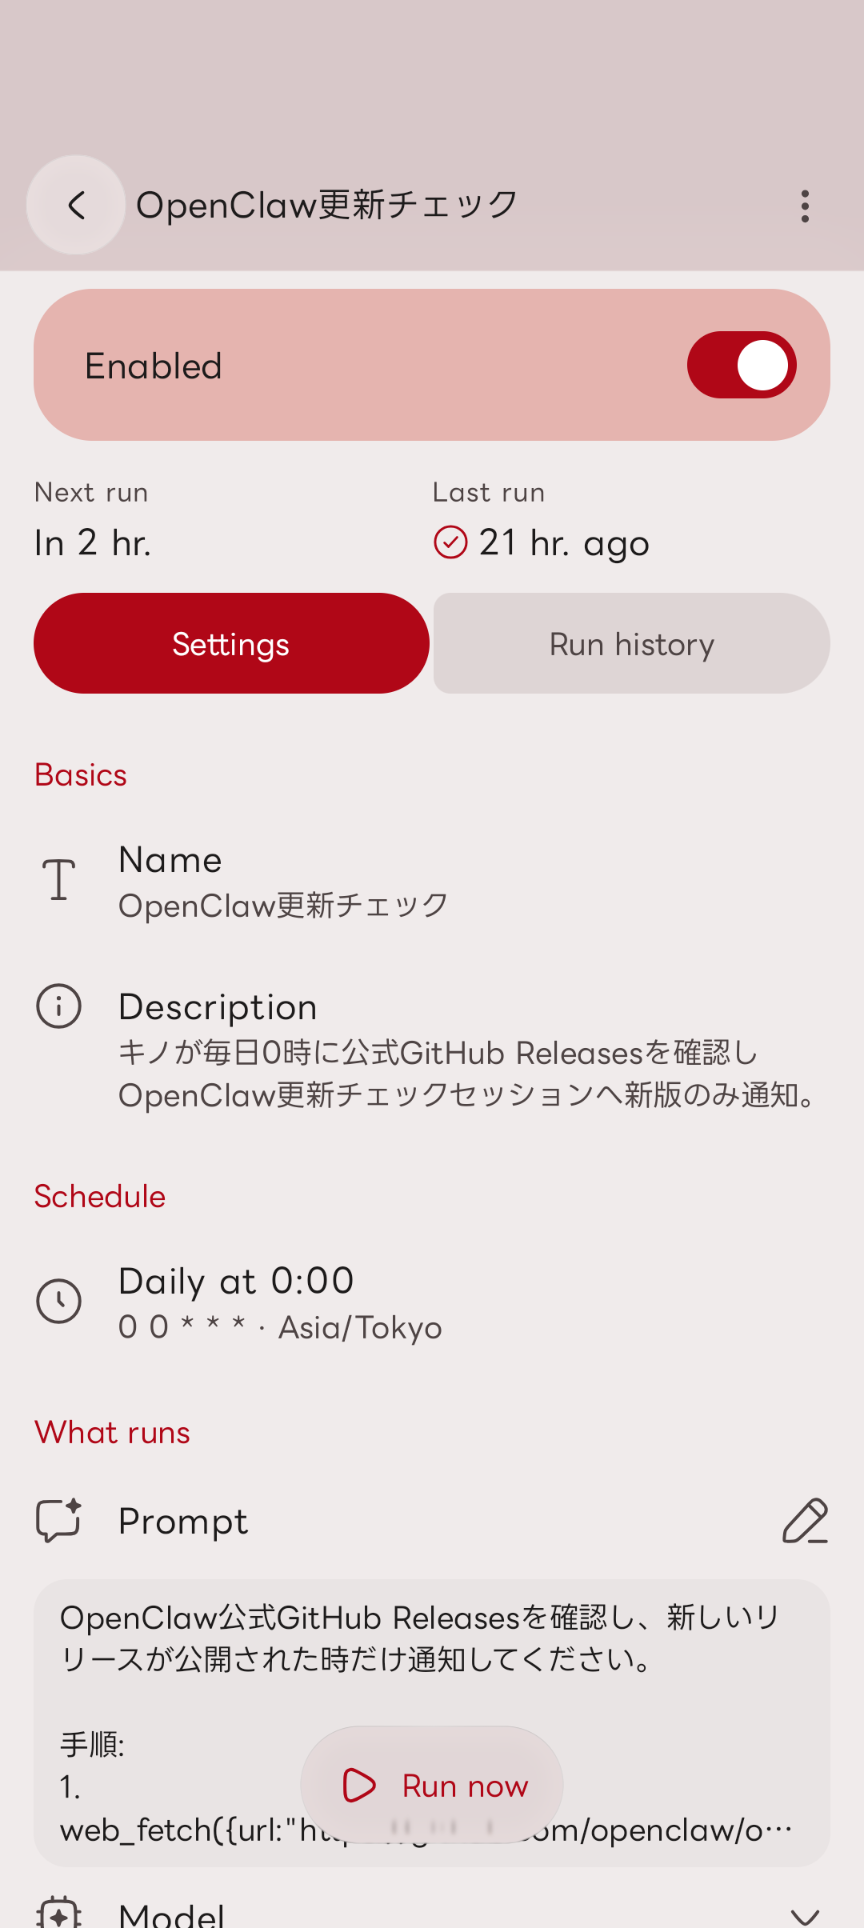 OpenClaw更新チェック
Enabled
Next run
Last run
In 2 hr.
21 hr. ago
Settings
Run history
Basics
Name
OpenClaw更新チェック
Description
キノが毎日0時に公式GitHub Releasesを確認し
OpenClaw更新チェックセッションへ新版のみ通知。
Schedule
Daily at 0:00
0 0 * * * · Asia/Tokyo
What runs
Prompt
OpenClaw公式GitHub Releasesを確認し、新しいリ
リースが公開された時だけ通知してください。
手順:
1.
Run now
web_fetch({url:"h om/openclaw/o…
Model